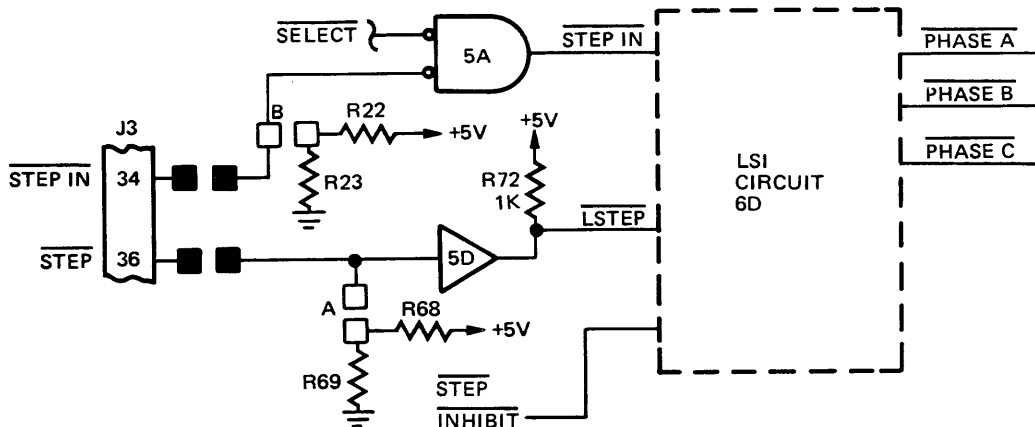 SELECT
5A
STEP IN
PHASE A
PHASE B
PHASE C
B
R22
+5V
+5V
J3
R23
R72
1K
LSI
CIRCUIT
6D
STEP IN
34
LSTEP
STEP
36
5D
A
R68
+5V
R69
STEP
INHIBIT